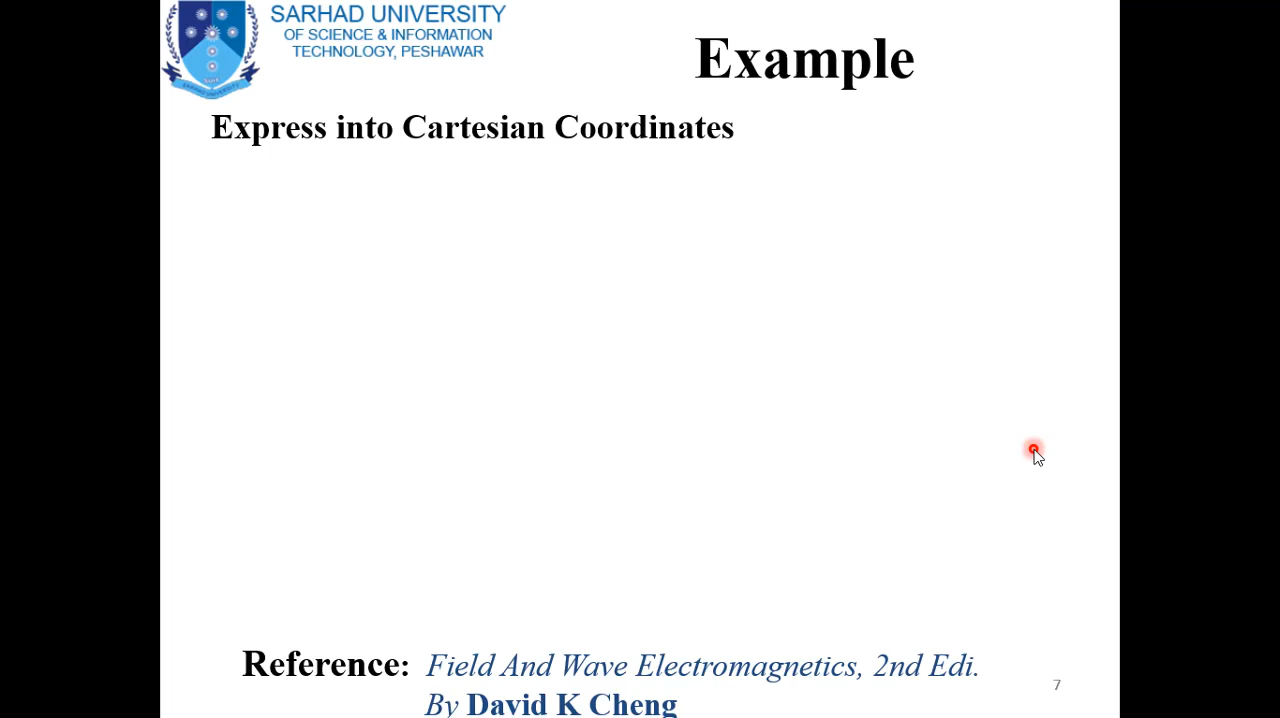 SARHAD UNIVERSITY
OF SCIENCE & INFORMATION
TECHNOLOGY, PESHAWAR
Example
Express into Cartesian Coordinates
Reference: Field And Wave Electromagnetics, 2nd Edi.
By David K Cheng
7